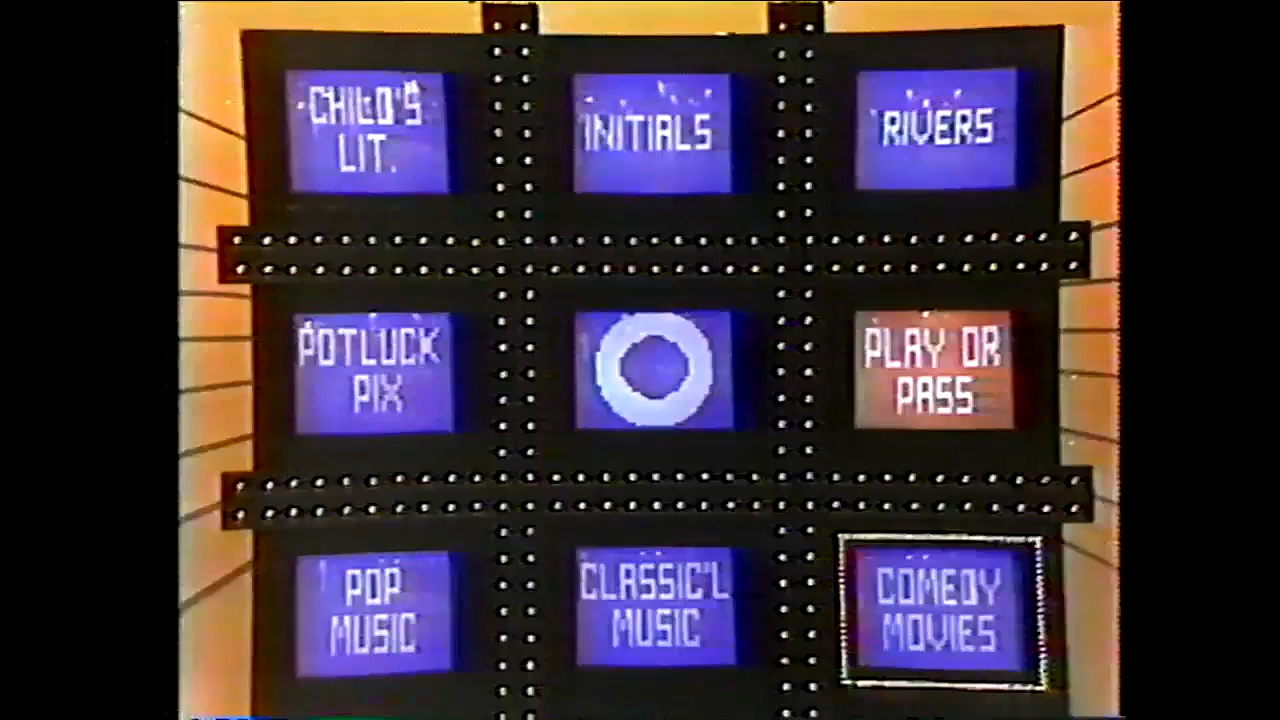 CHILD'S
LIT.
INITIALS
RIVERS
POTLUCK
PIX
O
PLAY OR
PASS
POP
MUSIC
CLASSIC'L
MUSIC
COMEDY
MOVIES